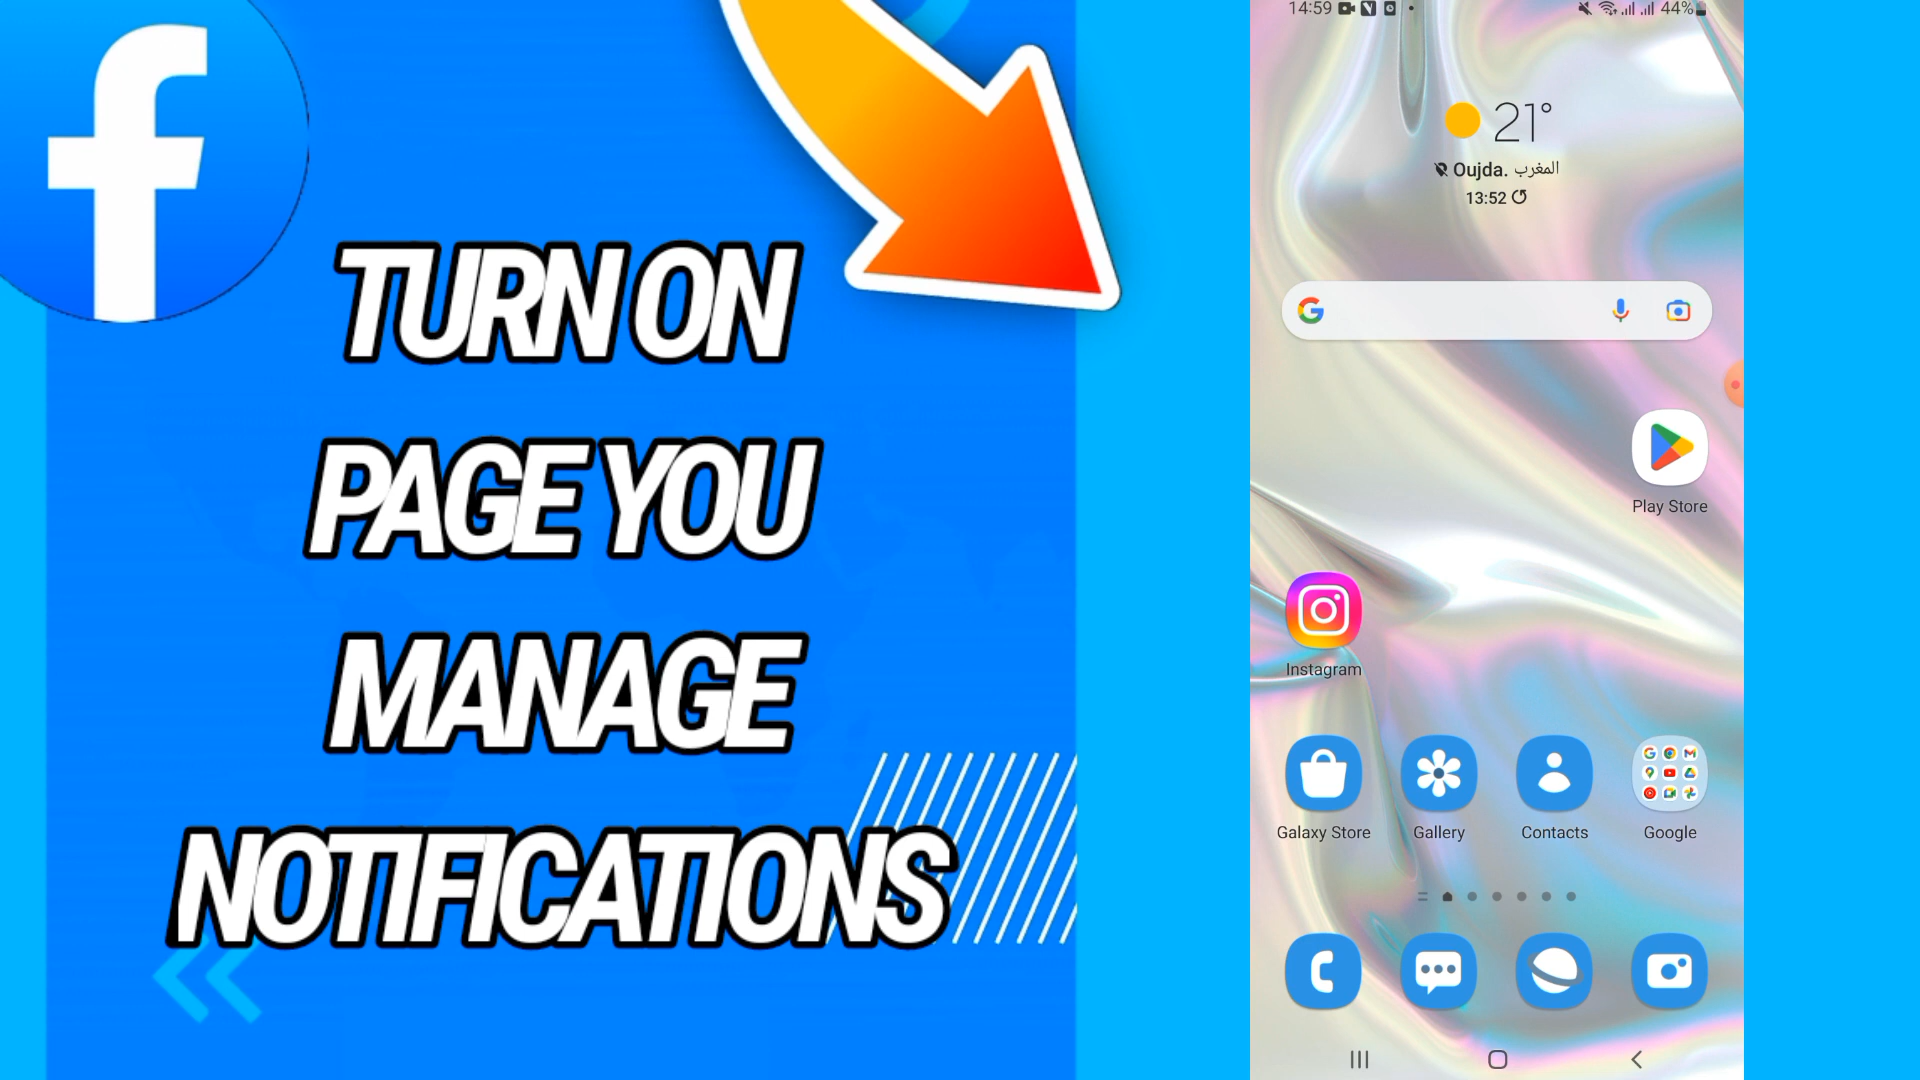 TURN ON
PAGE YOU
MANAGE
NOTIFICATIONS
14:59
44%
21°
Oujda. المغرب
13:52
Play Store
Instagram
Galaxy Store
Gallery
Contacts
Google